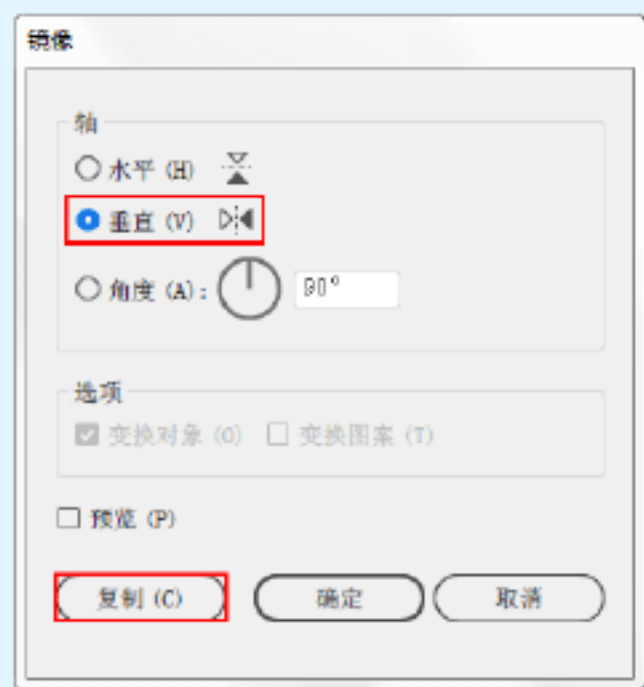 镜像
轴
水平 (H)
垂直 (V)
角度 (A): 90°
选项
变换对象 (O) 变换图案 (T)
预览 (P)
复制 (C) 确定 取消